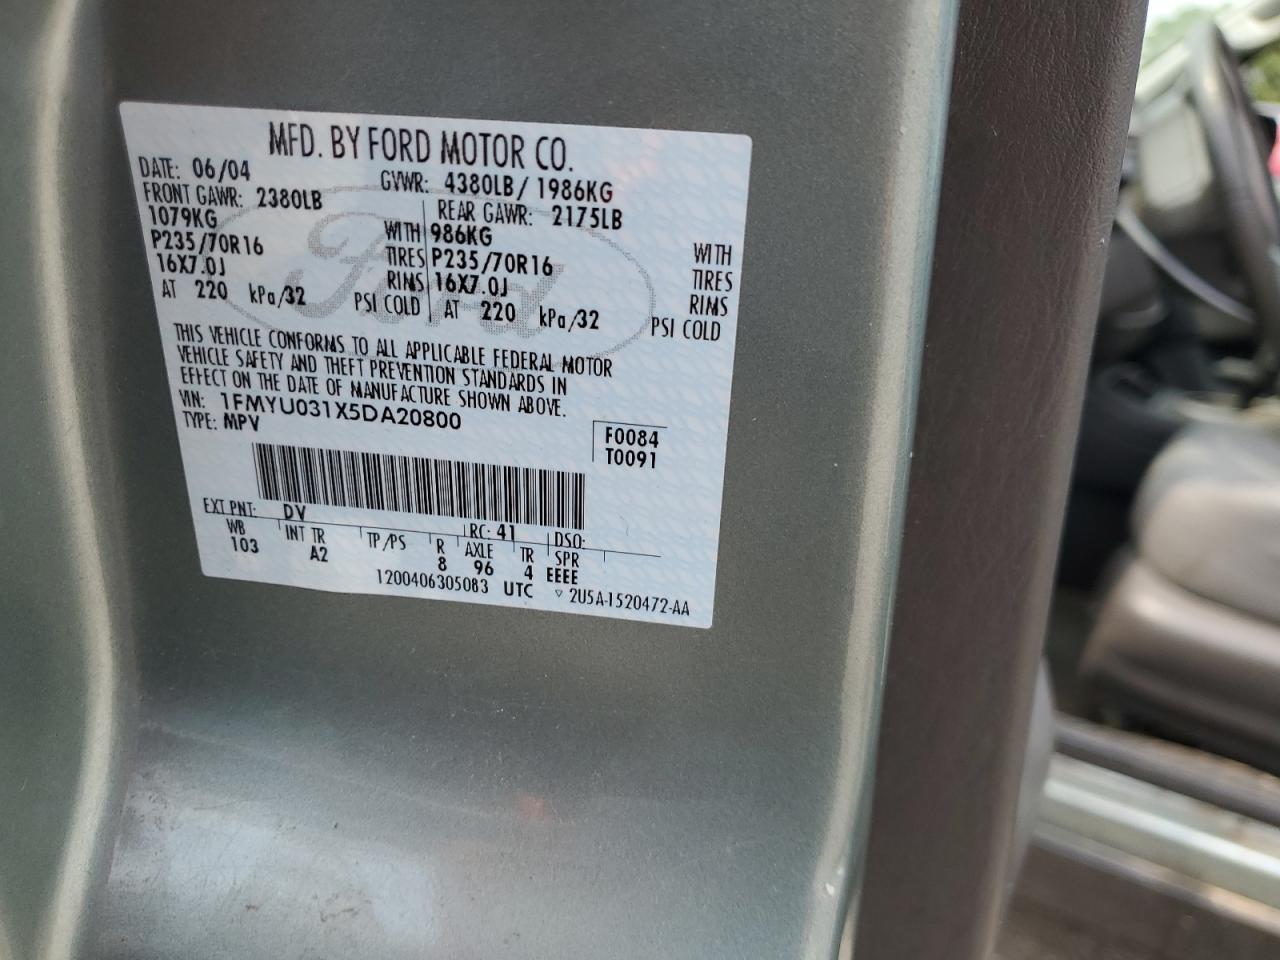 MFD. BY FORD MOTOR CO.
DATE: 06/04 GVWR: 4380LB/1986KG
FRONT GAWR: 2380LB REAR GAWR: 2175LB
1079KG WITH 986KG WITH
P235/70R16 TIRES P235/70R16 TIRES
16X7.0J RIMS 16X7.0J RIMS
AT 220 kPa/32 PSI COLD AT 220 kPa/32 PSI COLD
Ford
THIS VEHICLE CONFORMS TO ALL APPLICABLE FEDERAL MOTOR
VEHICLE SAFETY AND THEFT PREVENTION STANDARDS IN
EFFECT ON THE DATE OF MANUFACTURE SHOWN ABOVE.
VIN: 1FMYU031X5DA20800
TYPE: MPV
F0084
T0091
EXT PNT: DV RC: 41 DSO:
WB INT TR TP/PS R AXLE TR SPR
103 A2 8 96 4 EEEE
1200406305083 UTC ▽ 2U5A-1520472-AA